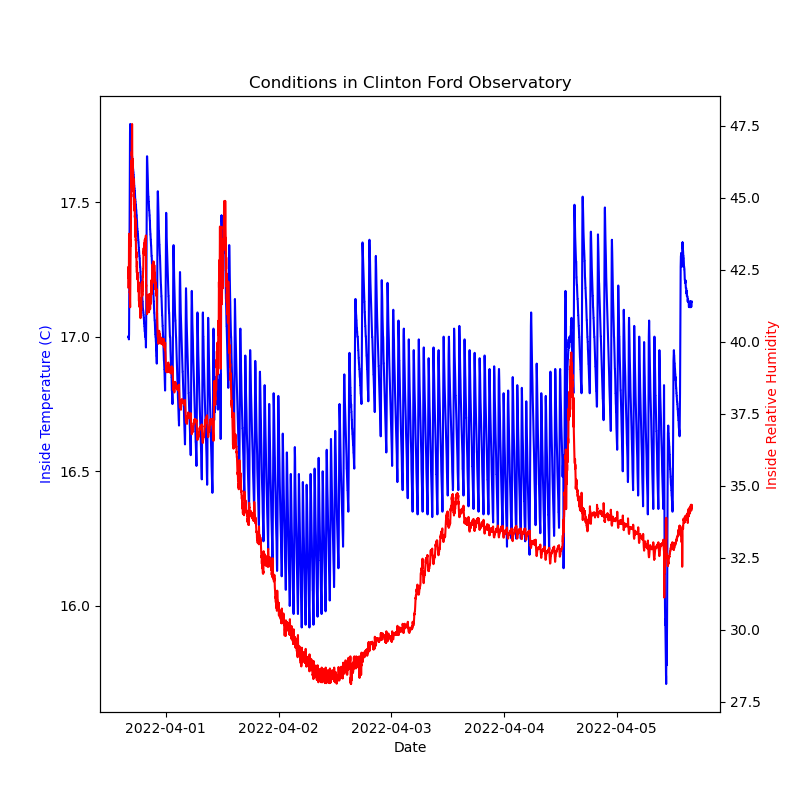 Conditions in Clinton Ford Observatory
Inside Temperature (C)
17.5
17.0
16.5
16.0
47.5
45.0
42.5
40.0
37.5
35.0
32.5
30.0
27.5
Inside Relative Humidity
2022-04-01 2022-04-02 2022-04-03 2022-04-04 2022-04-05
Date